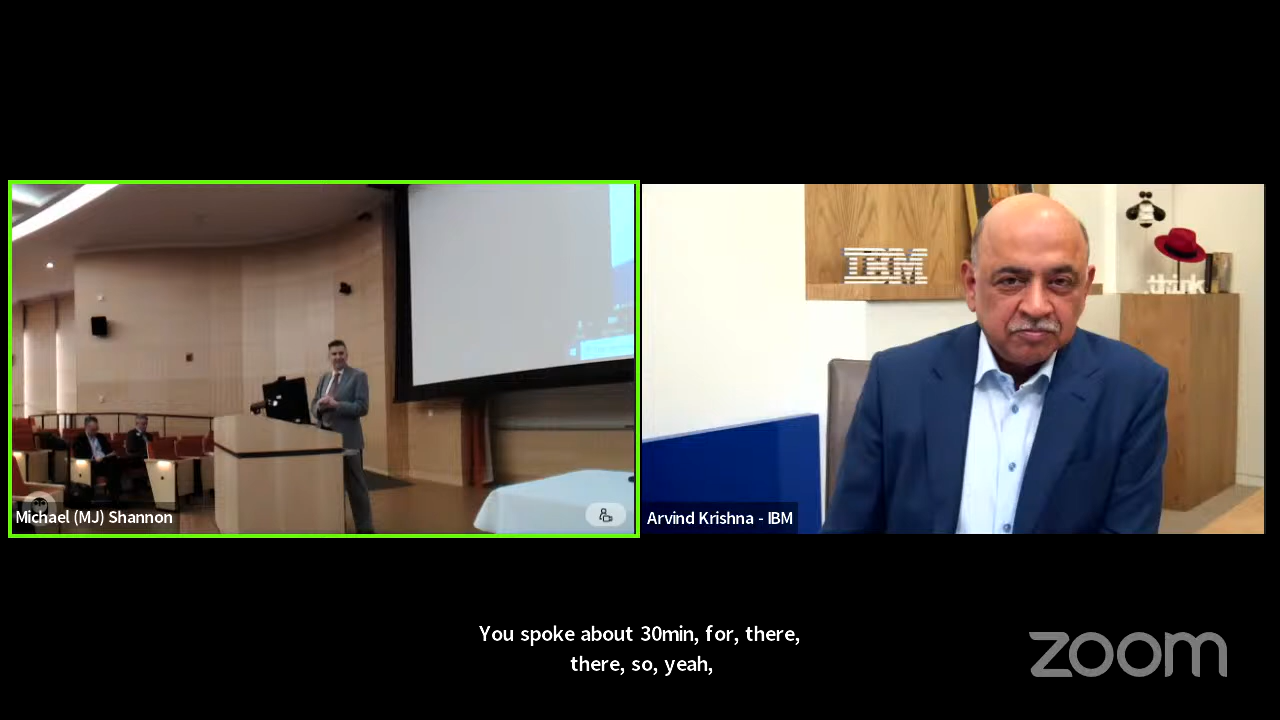 IBM
think
Michael (MJ) Shannon
Arvind Krishna - IBM
You spoke about 30min, for, there,
there, so, yeah,
zoom